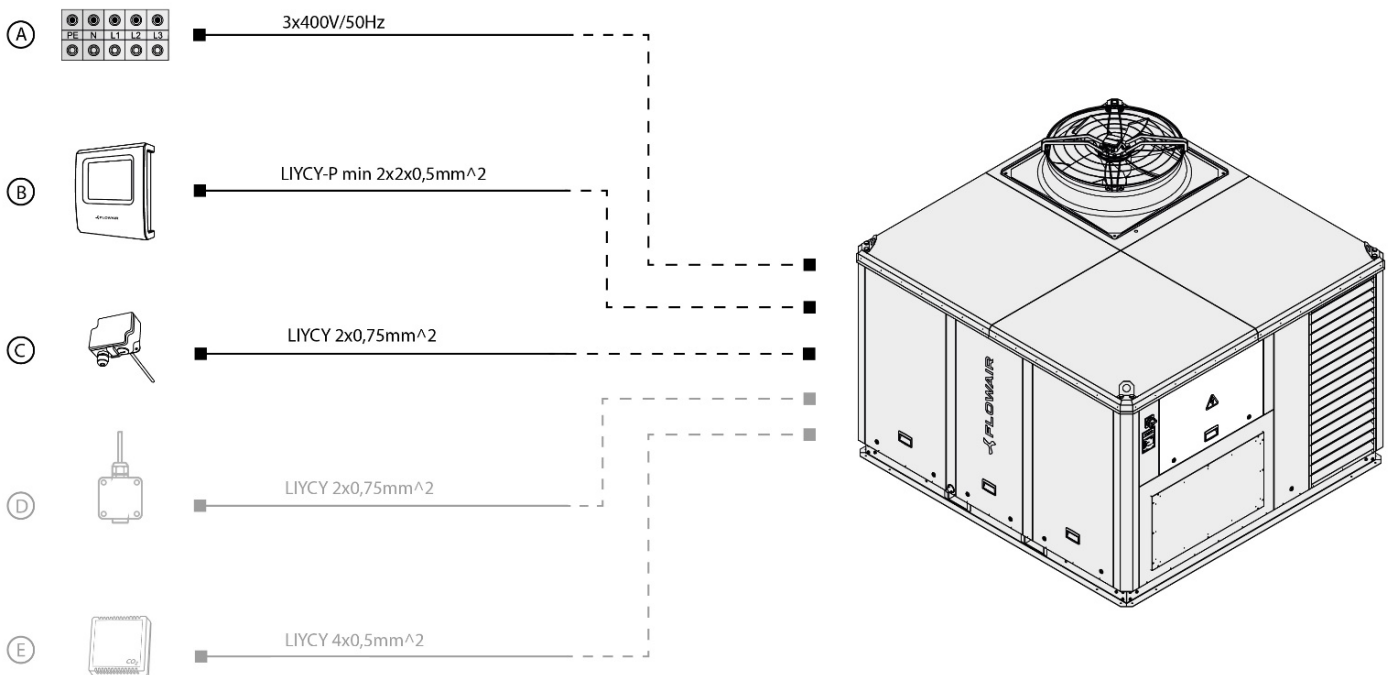 A
PE N L1 L2 L3
3x400V/50Hz
B
FLOWAIR
LIYCY-P min 2x2x0,5mm^2
C
LIYCY 2x0,75mm^2
D
LIYCY 2x0,75mm^2
E
CO2
LIYCY 4x0,5mm^2
FLOWAIR